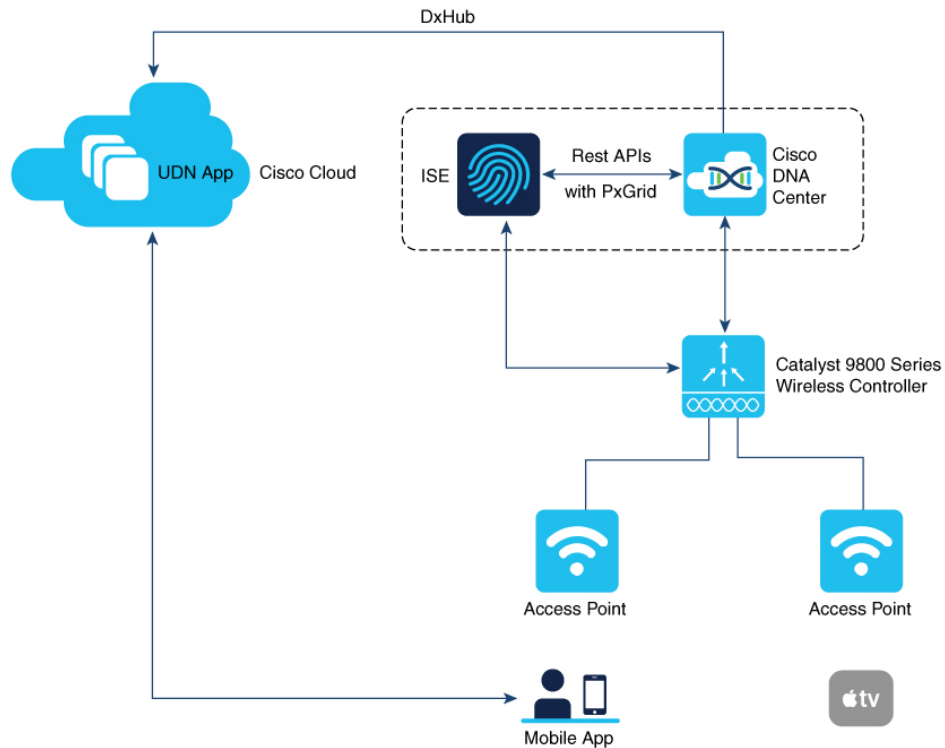 DxHub
UDN App
Cisco Cloud
ISE
Rest APIs
with PxGrid
Cisco
DNA
Center
Catalyst 9800 Series
Wireless Controller
Access Point
Access Point
Mobile App
tv